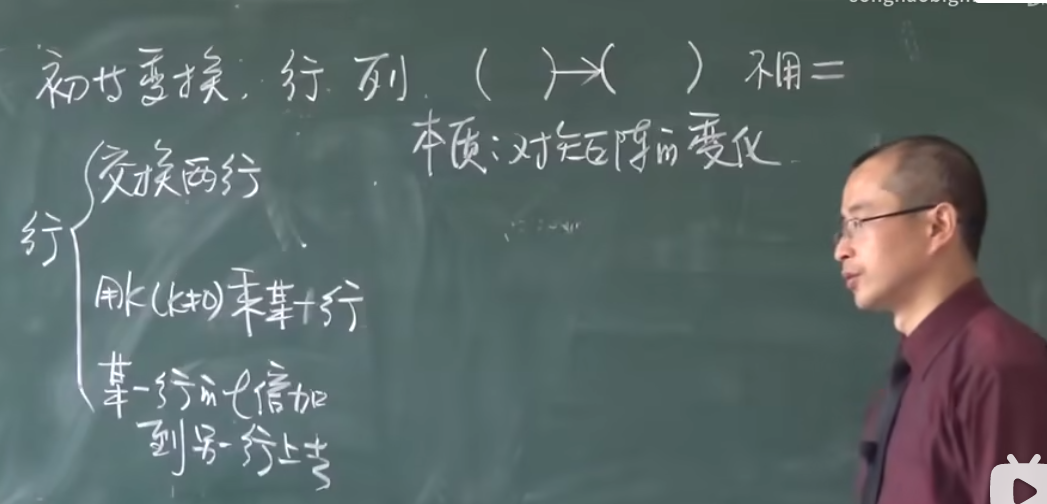 初等变换: 行. 列. ( )→( ) 不用=
本质:对矩阵的变化.
行
交换两行
用k(k≠0)乘某一行
某一行的l倍加
到另一行上去